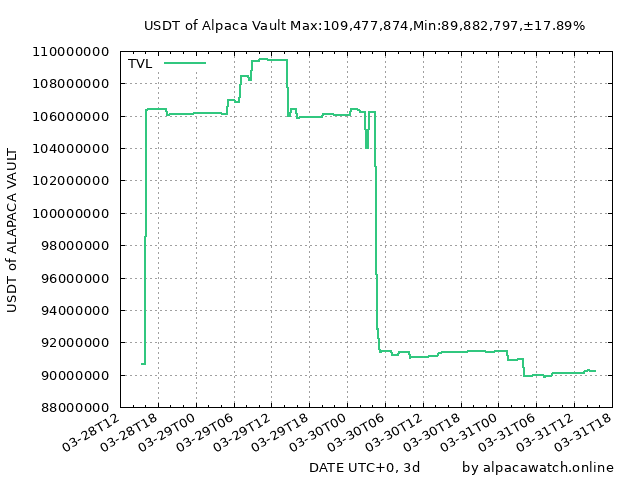 USDT of Alpaca Vault Max:109,477,874,Min:89,882,797,±17.89%
TVL
110000000
108000000
106000000
104000000
102000000
100000000
98000000
96000000
94000000
92000000
90000000
88000000
USDT of ALAPACA VAULT
03-28T12
03-28T18
03-29T00
03-29T06
03-29T12
03-29T18
03-30T00
03-30T06
03-30T12
03-30T18
03-31T00
03-31T06
03-31T12
03-31T18
DATE UTC+0, 3d
by alpacawatch.online